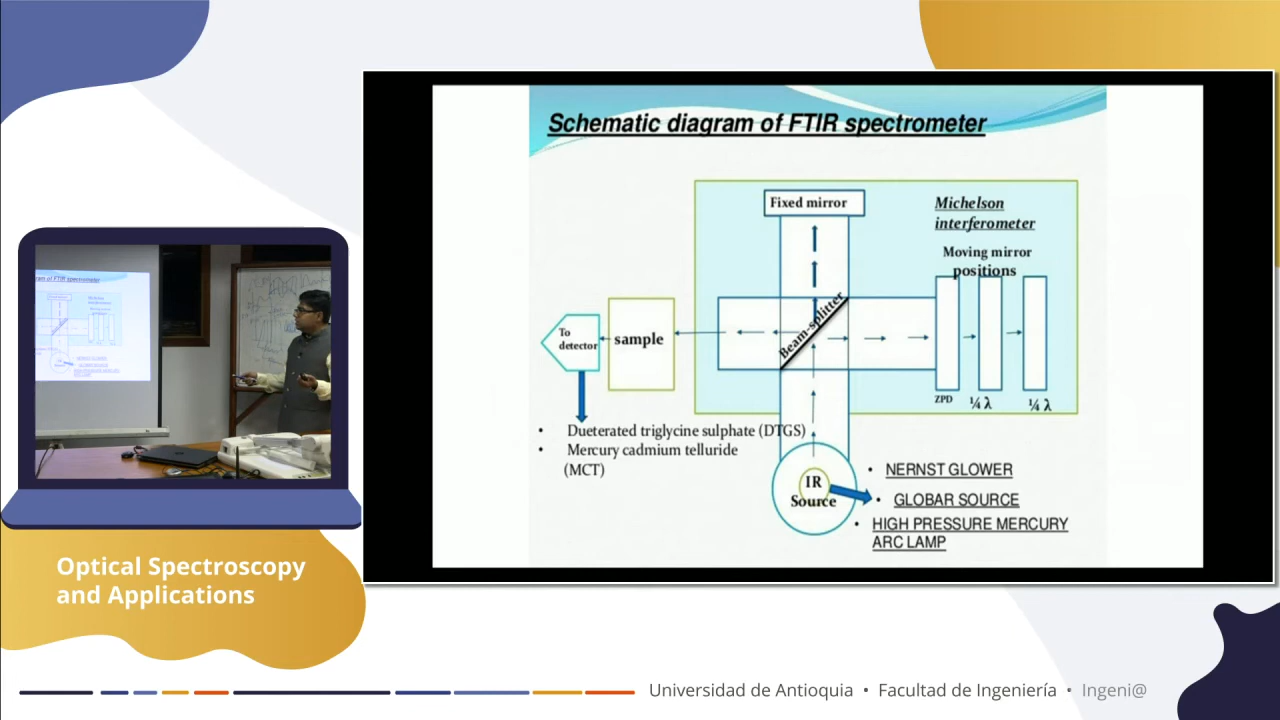 Schematic diagram of FTIR spectrometer
Fixed mirror
Michelson
interferometer
Moving mirror
positions
Beam-splitter
To
detector
sample
ZPD
¼ λ
¼ λ
• Dueterated triglycine sulphate (DTGS)
• Mercury cadmium telluride
(MCT)
IR
Source
• NERNST GLOWER
• GLOBAR SOURCE
• HIGH PRESSURE MERCURY
ARC LAMP
Optical Spectroscopy
and Applications
Universidad de Antioquia • Facultad de Ingeniería • Ingeni@